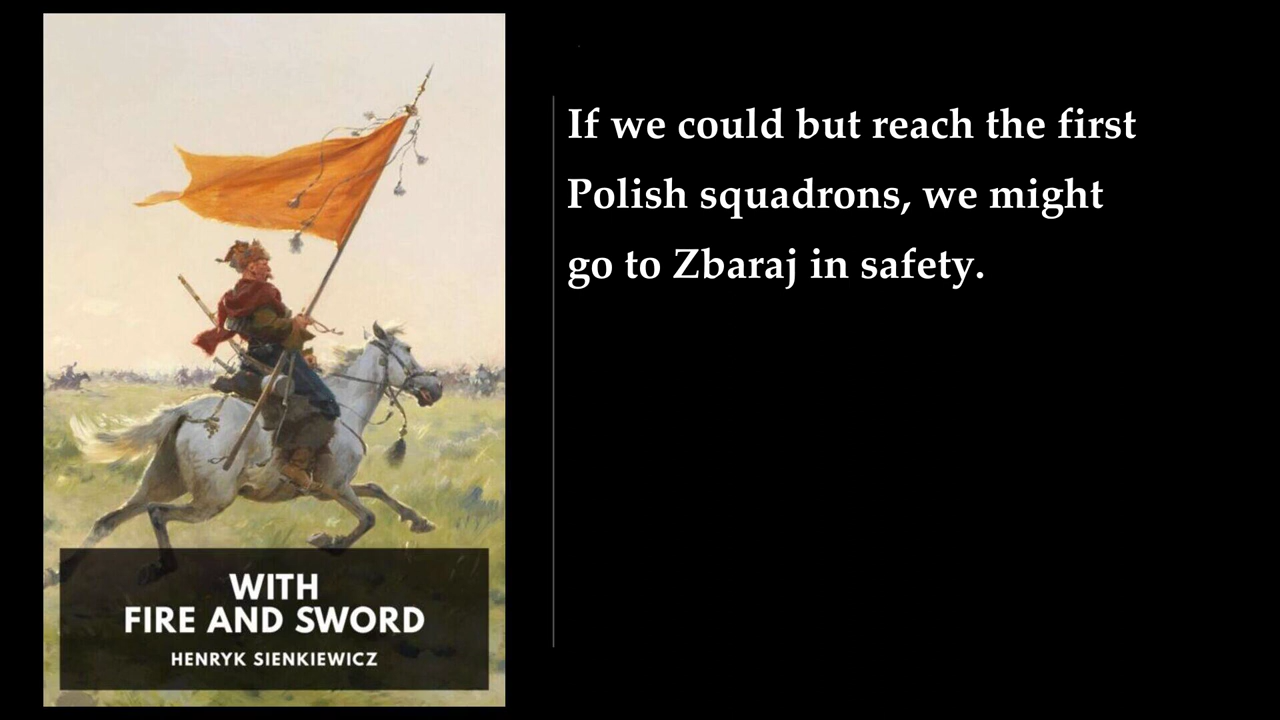 If we could but reach the first
Polish squadrons, we might
go to Zbaraj in safety.
WITH
FIRE AND SWORD
HENRYK SIENKIEWICZ